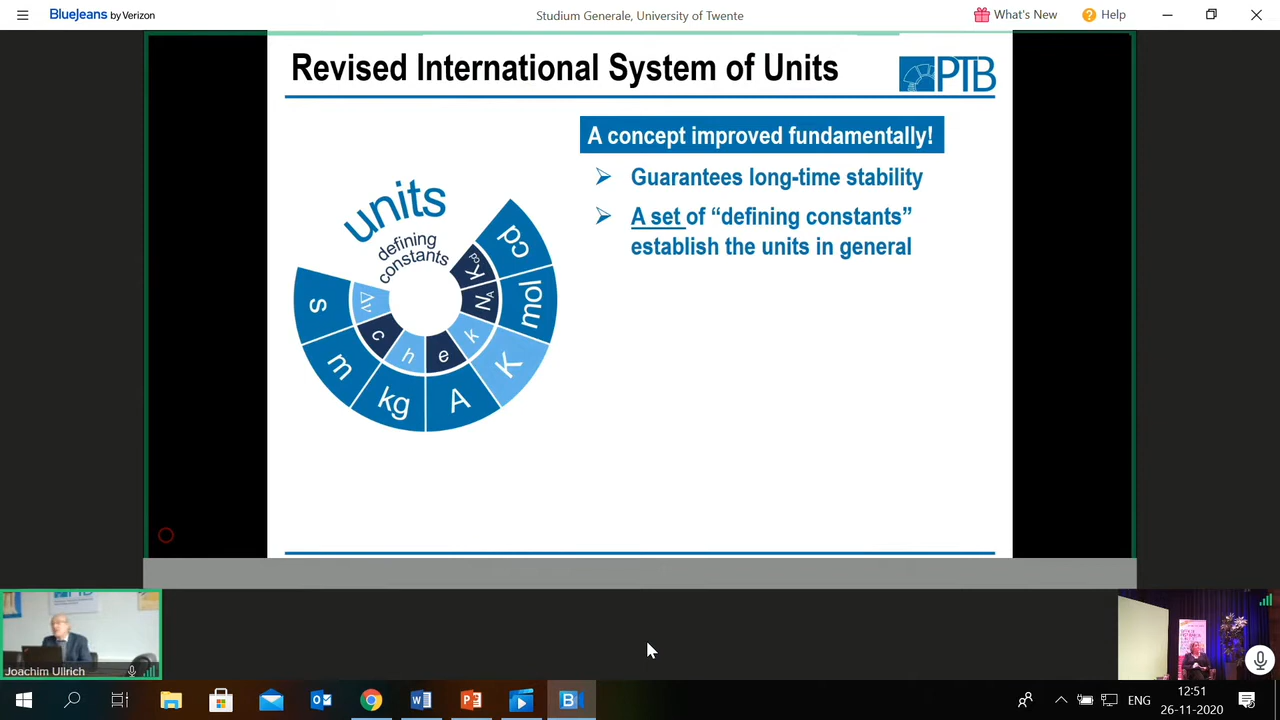 BlueJeans by Verizon
Studium Generale, University of Twente
What's New
Help
Revised International System of Units
PTB
A concept improved fundamentally!
Guarantees long-time stability
A set of “defining constants”
establish the units in general
units
defining
constants
s
m
kg
A
K
mol
cd
Δν
c
h
e
k
NA
Kcd
Joachim Ullrich
ENG
12:51
26-11-2020